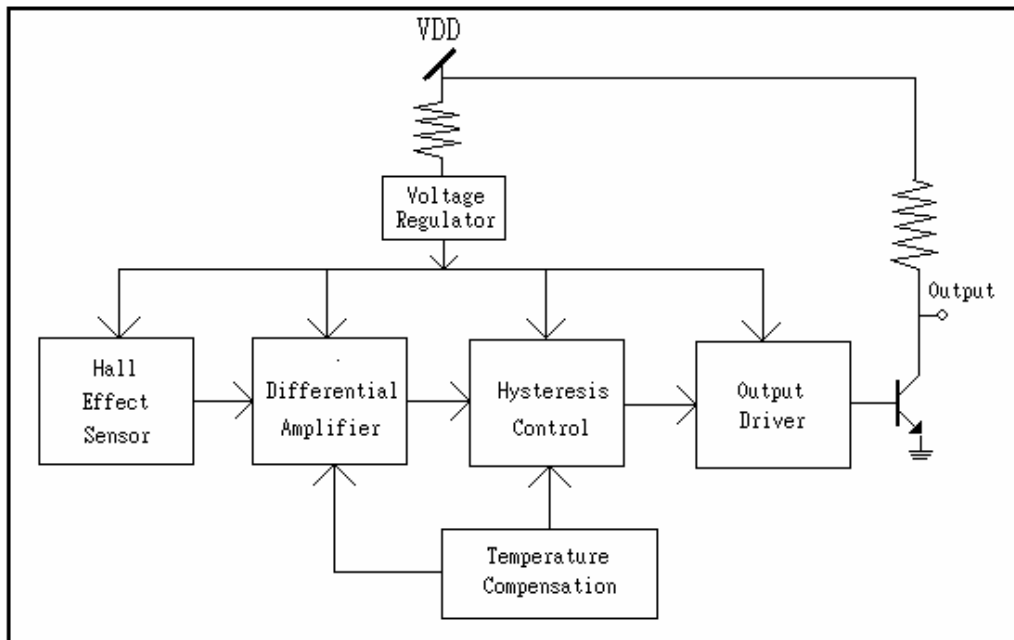 VDD
Voltage
Regulator
Output
Hall
Effect
Sensor
Differential
Amplifier
Hysteresis
Control
Output
Driver
Temperature
Compensation